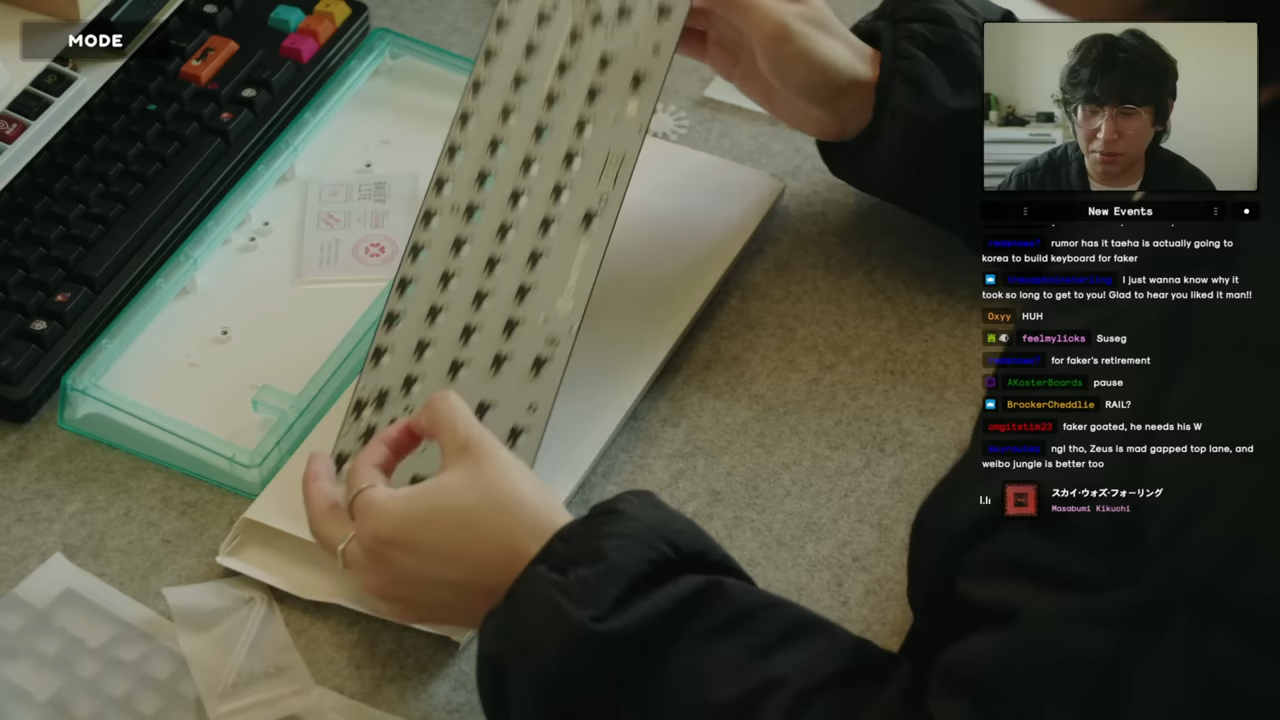 MODE
New Events
rumor has it taeha is actually going to
korea to build keyboard for faker
I just wanna know why it
took so long to get to you! Glad to hear you liked it man!!
Oxyy HUH
feelmylicks Suseg
for faker's retirement
AKosterBoards pause
BrockerCheddlie RAIL?
omgitstim23 faker goated, he needs his W
ngl tho, Zeus is mad gapped top lane, and
weibo jungle is better too
スカイ・ウォズ・フォーリング
Masabumi Kikuchi